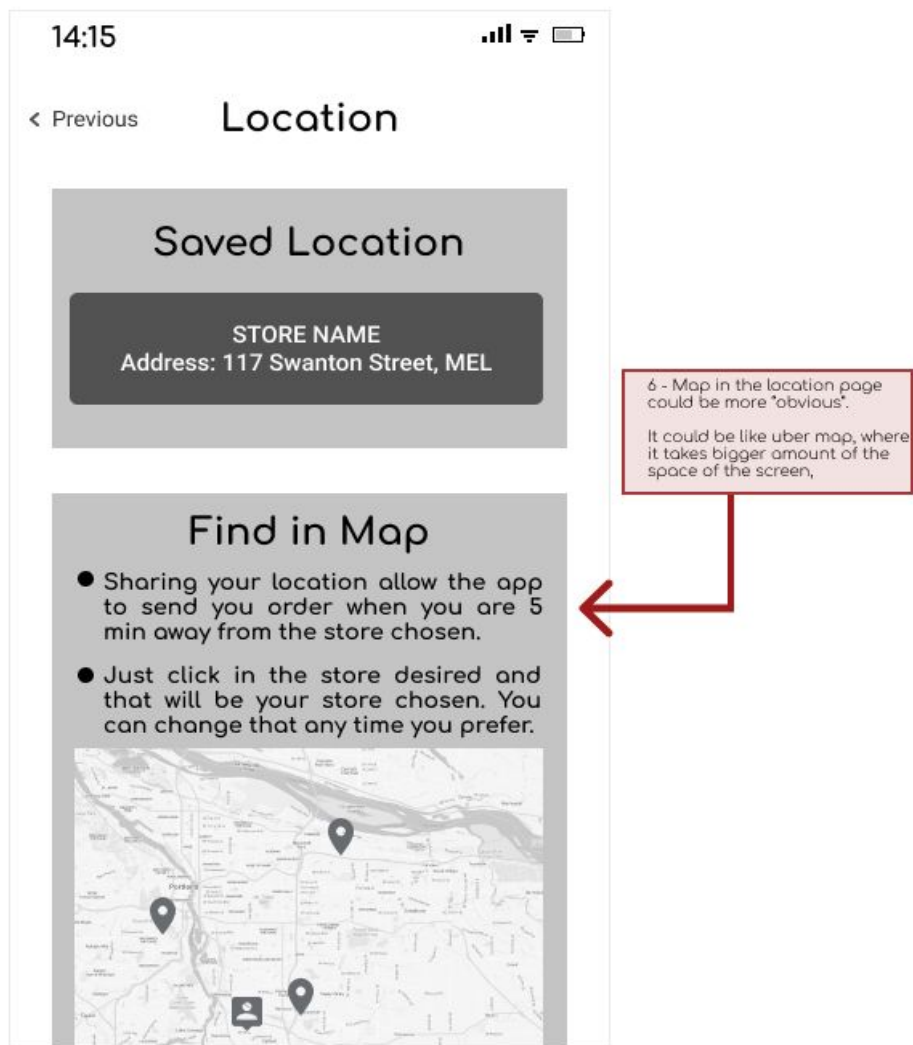 14:15
Previous
Location
Saved Location
STORE NAME
Address: 117 Swanton Street, MEL
6 - Map in the location page
could be more "obvious".
It could be like uber map, where
it takes bigger amount of the
space of the screen,
Find in Map
Sharing your location allow the app
to send you order when you are 5
min away from the store chosen.
Just click in the store desired and
that will be your store chosen. You
can change that any time you prefer.
Portland